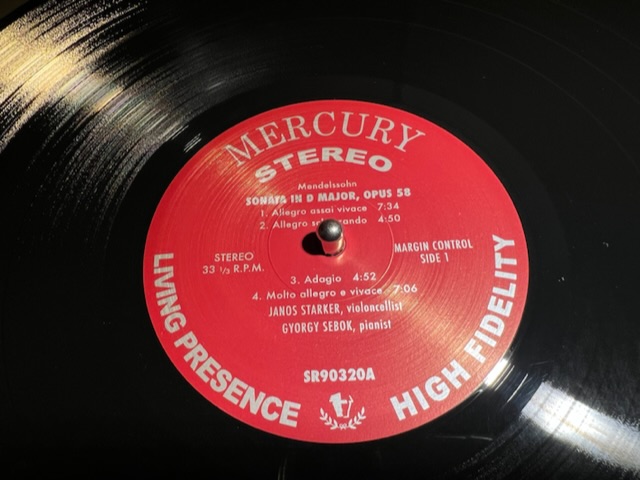 MERCURY
STEREO
Mendelssohn
SONATA IN D MAJOR, OPUS 58
1. Allegro assai vivace 7:34
2. Allegro 4:50
STEREO
33 1/3 R.P.M.
MARGIN CONTROL
SIDE 1
3. Adagio 4:52
4. Molto allegro e vivace 7:06
JANOS STARKER, violoncellist
GYORGY SEBOK, pianist
SR90320A
LIVING PRESENCE
HIGH FIDELITY